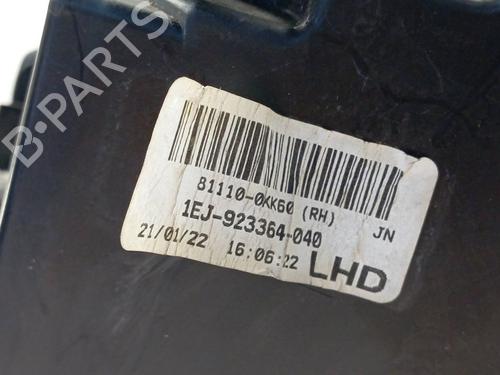 B-PARTS
81110-0KK60 (RH)
1EJ-923364-040
JN
21/01/22 16:06:22 LHD